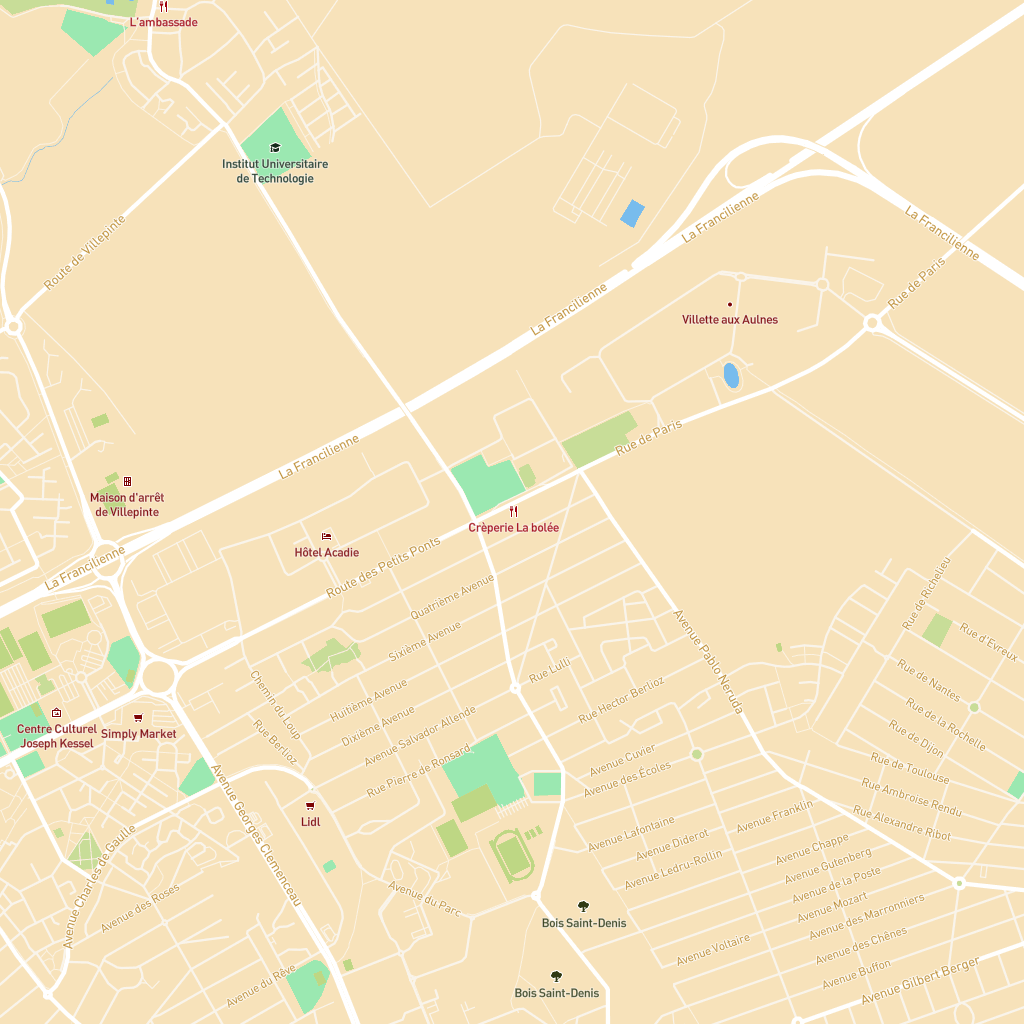 L'ambassade
Institut Universitaire
de Technologie
Route de Villepinte
La Francilienne
La Francilienne
La Francilienne
Rue de Paris
Villette aux Aulnes
Rue de Paris
La Francilienne
Maison d'arrêt
de Villepinte
Crèperie La bolée
Hôtel Acadie
Route des Petits Ponts
La Francilienne
Quatrième Avenue
Sixième Avenue
Rue de Richelieu
Rue d'Evreux
Avenue Pablo Neruda
Rue Lulli
Rue de Nantes
Rue Hector Berlioz
Huitième Avenue
Chemin du Loup
Dixième Avenue
Rue Berlioz
Avenue Salvador Allende
Rue de la Rochelle
Rue de Dijon
Centre Culturel
Joseph Kessel
Simply Market
Rue Pierre de Ronsard
Avenue Cuvier
Avenue des Écoles
Rue de Toulouse
Rue Ambroise Rendu
Avenue Georges Clemenceau
Lidl
Avenue Franklin
Rue Alexandre Ribot
Avenue Lafontaine
Avenue Diderot
Avenue Chappe
Avenue Gutenberg
Avenue Ledru-Rollin
Avenue de la Poste
Avenue Charles de Gaulle
Avenue des Roses
Avenue du Parc
Avenue Mozart
Avenue des Marronniers
Bois Saint-Denis
Avenue des Chênes
Avenue Voltaire
Avenue Buffon
Avenue Gilbert Berger
Avenue du Rêve
Bois Saint-Denis